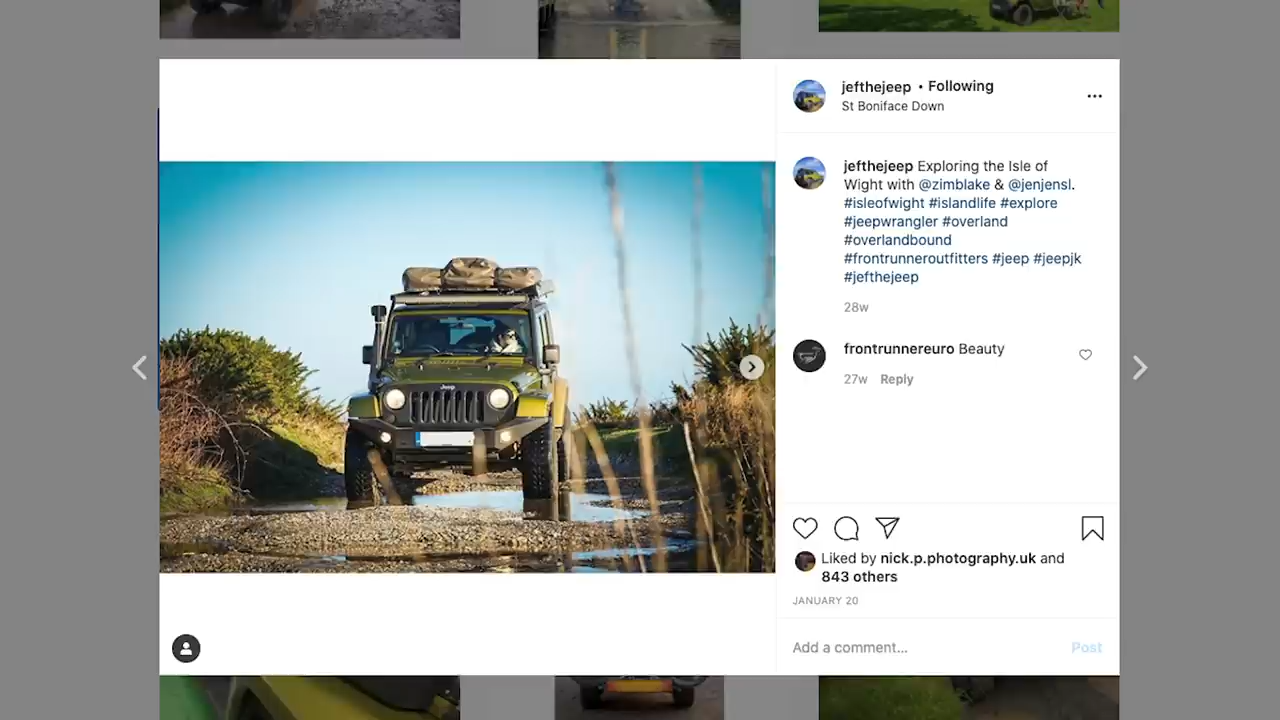 jefthejeep • Following
St Boniface Down
jefthejeep Exploring the Isle of
Wight with @zimblake & @jenjensl.
#isleofwight #islandlife #explore
#jeepwrangler #overland
#overlandbound
#frontrunneroutfitters #jeep #jeepjk
#jefthejeep
28w
frontrunnereuro Beauty
27w Reply
Jeep
Liked by nick.p.photography.uk and
843 others
JANUARY 20
Add a comment...
Post